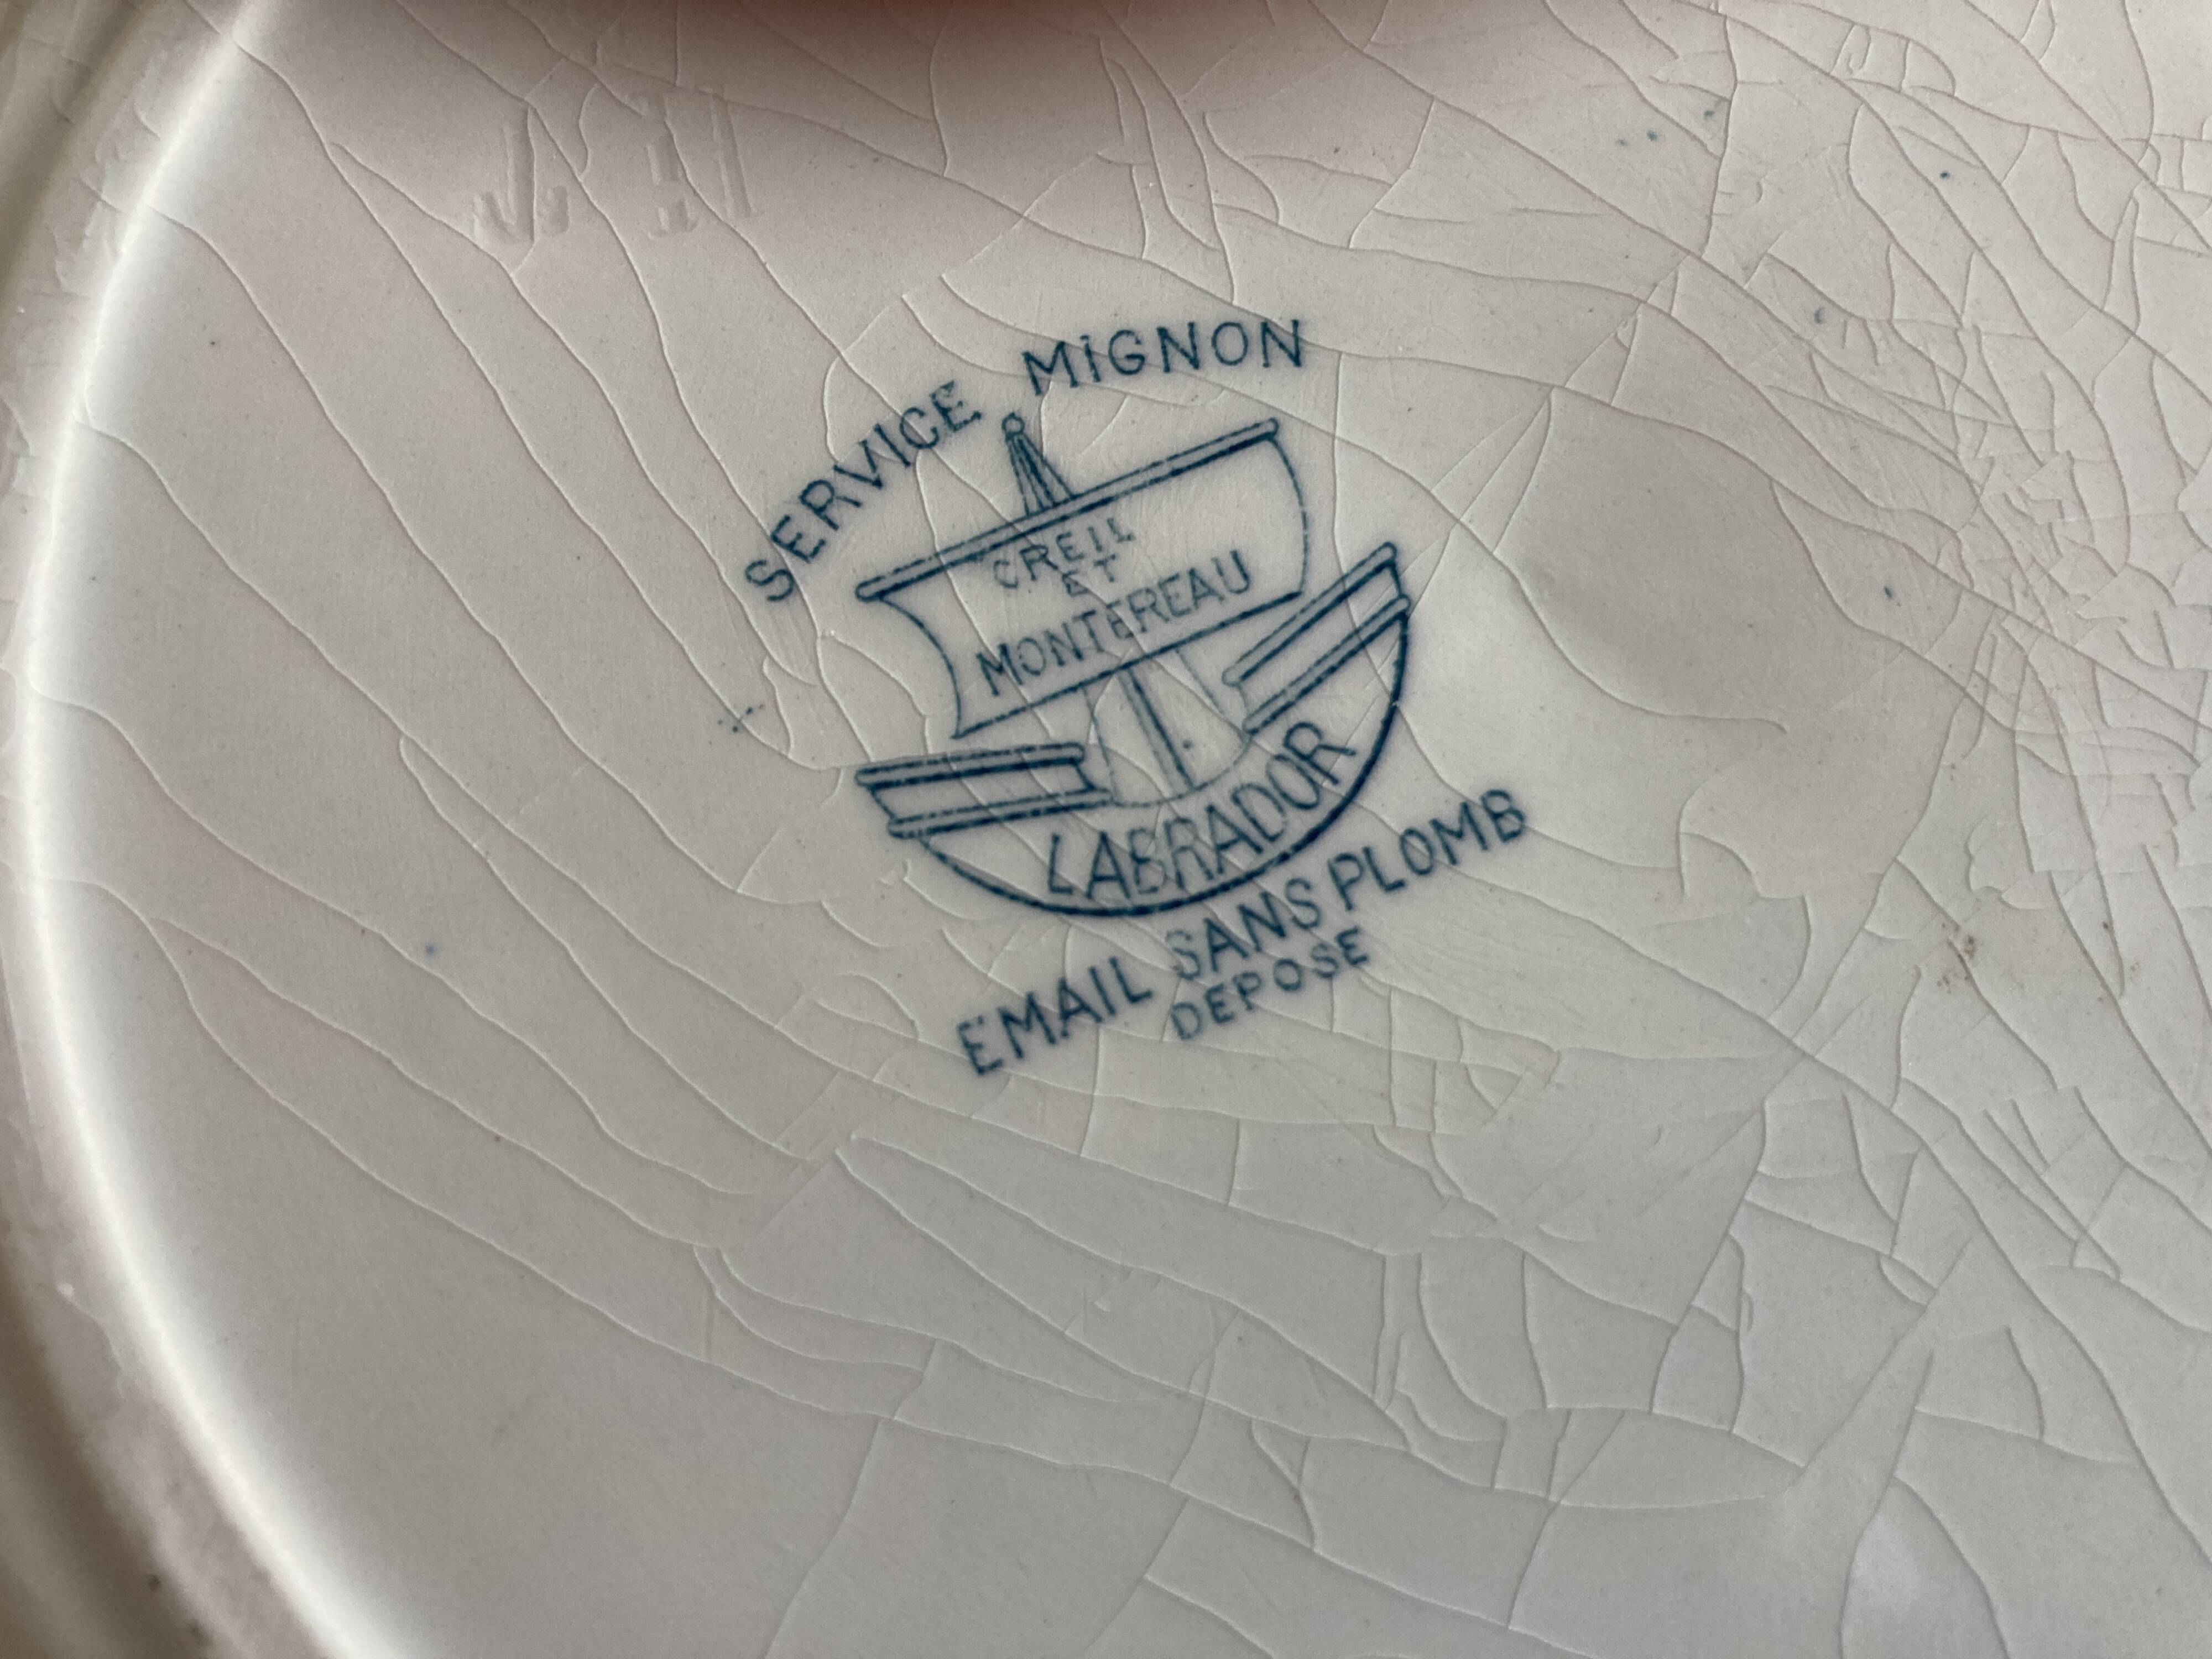 SERVICE MIGNON
CREIL
ET
MONTEREAU
LABRADOR
EMAIL SANS PLOMB
DEPOSE